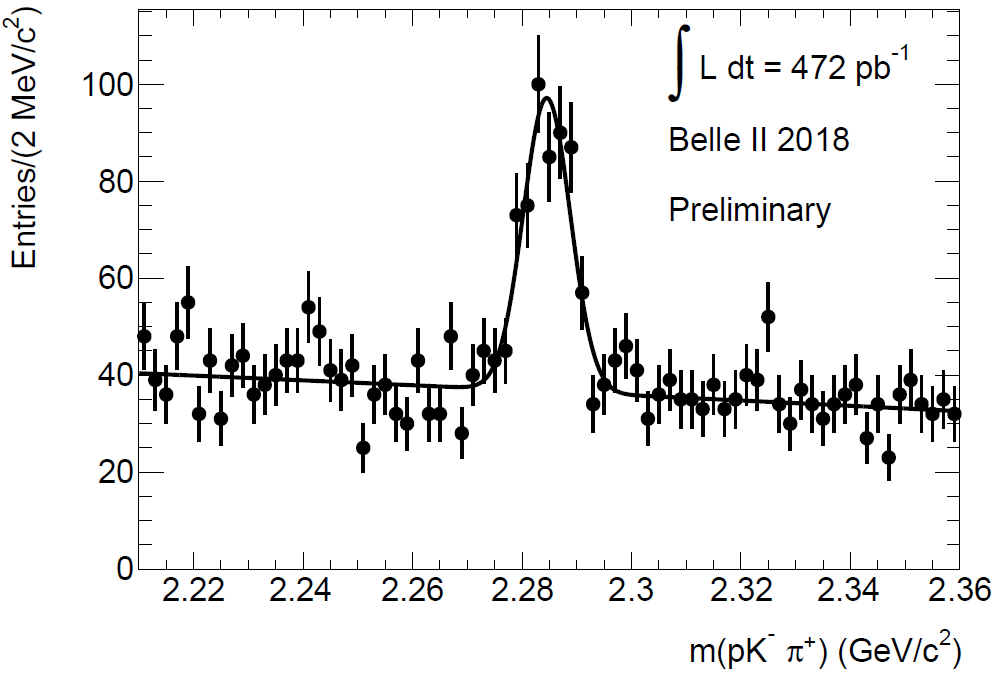 Entries/(2 MeV/c²)
100
80
60
40
20
0
∫ L dt = 472 pb⁻¹
Belle II 2018
Preliminary
2.22 2.24 2.26 2.28 2.3 2.32 2.34 2.36
m(pK⁻ π⁺) (GeV/c²)